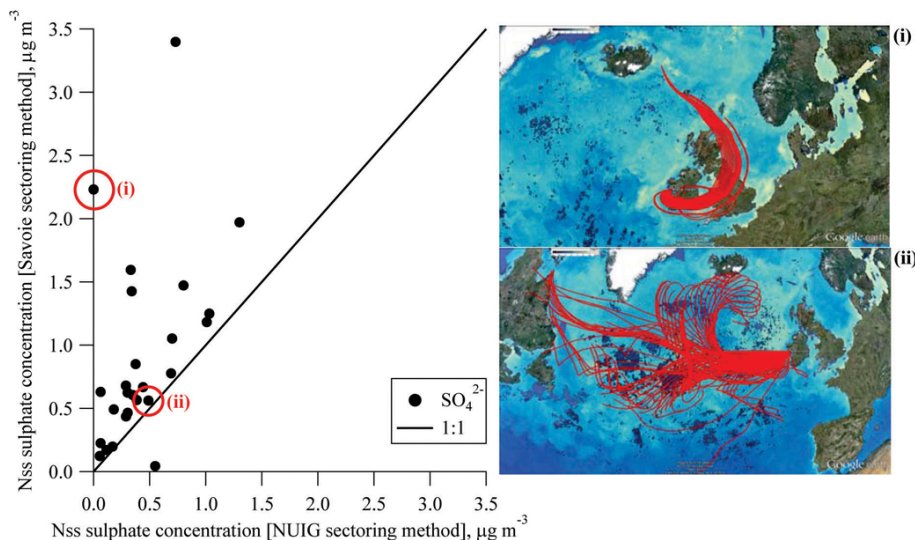 Nss sulphate concentration [Savoie sectoring method], µg m-3
3.5
3.0
2.5
2.0
1.5
1.0
0.5
0.0
(i)
(ii)
SO42-
1:1
0.0 0.5 1.0 1.5 2.0 2.5 3.0 3.5
Nss sulphate concentration [NUIG sectoring method], µg m-3
(i)
Google earth
(ii)
Google earth